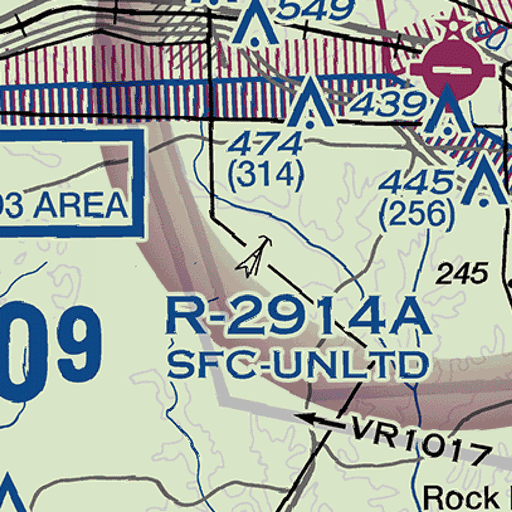 549
439
474
(314)
445
(256)
03 AREA
245
R-2914A
SFC-UNLTD
09
VR1017
Rock